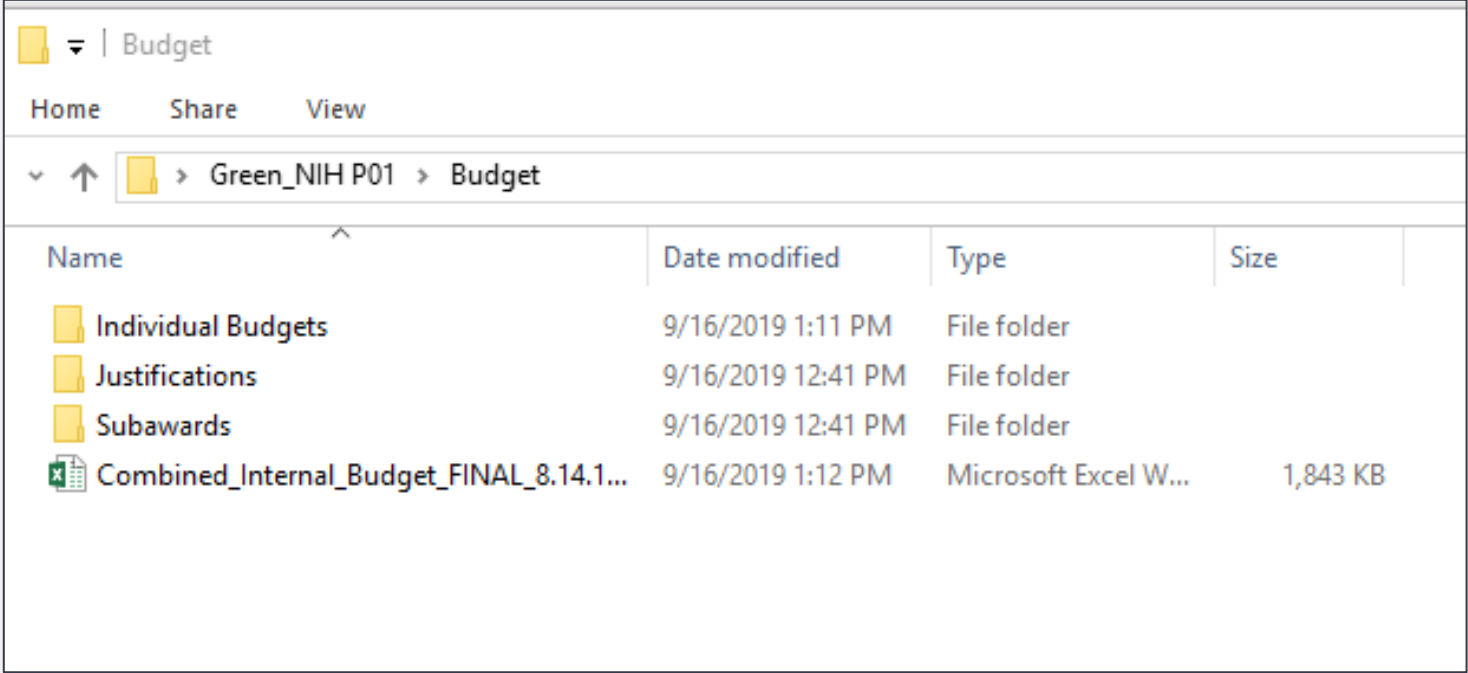 Budget
Home Share View
Green_NIH P01 > Budget
Name Date modified Type Size
Individual Budgets 9/16/2019 1:11 PM File folder
Justifications 9/16/2019 12:41 PM File folder
Subawards 9/16/2019 12:41 PM File folder
Combined_Internal_Budget_FINAL_8.14.1... 9/16/2019 1:12 PM Microsoft Excel W... 1,843 KB